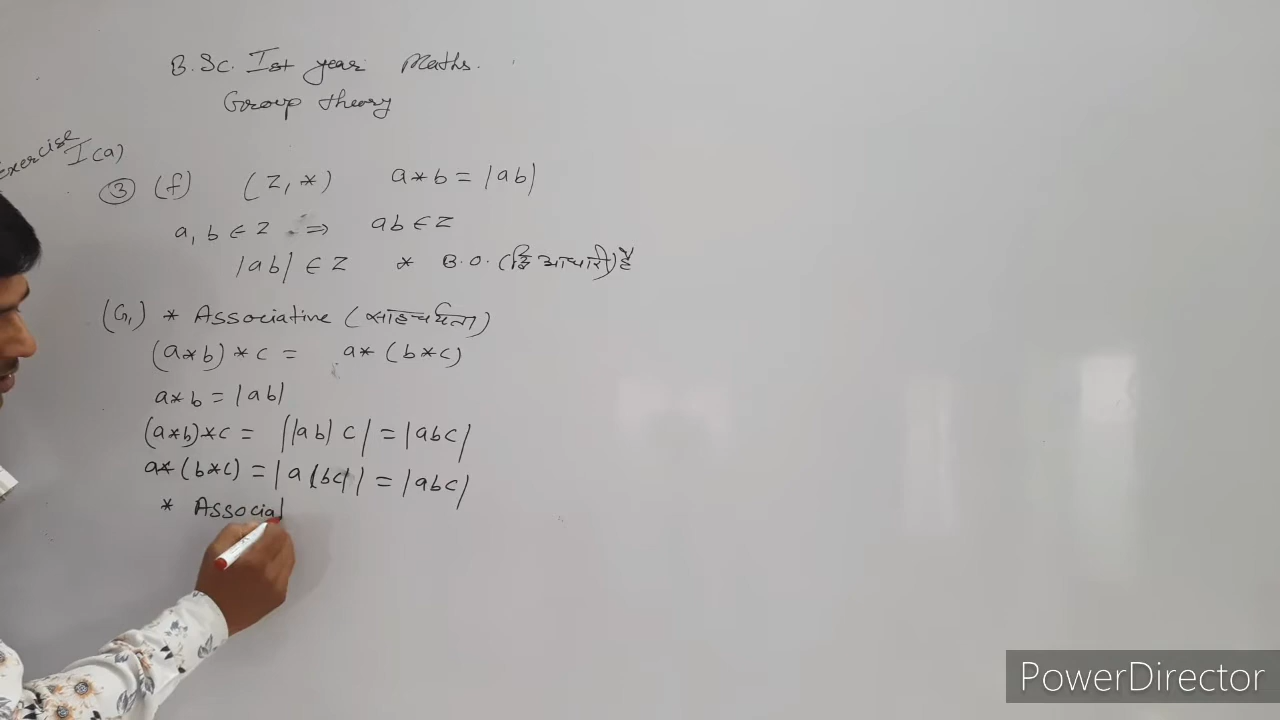 B.Sc. Ist year Maths.
Group theory
Exercise I(a)
(3) (f) (Z, *) a*b = |ab|
a, b ∈ Z ⇒ ab ∈ Z
|ab| ∈ Z * B.O. (द्विआधारी) है
(G₁) * Associative (साहचर्यता)
(a*b)*c = a*(b*c)
a*b = |ab|
(a*b)*c = ||ab| c| = |abc|
a*(b*c) = |a |bc|| = |abc|
* Associa
PowerDirector